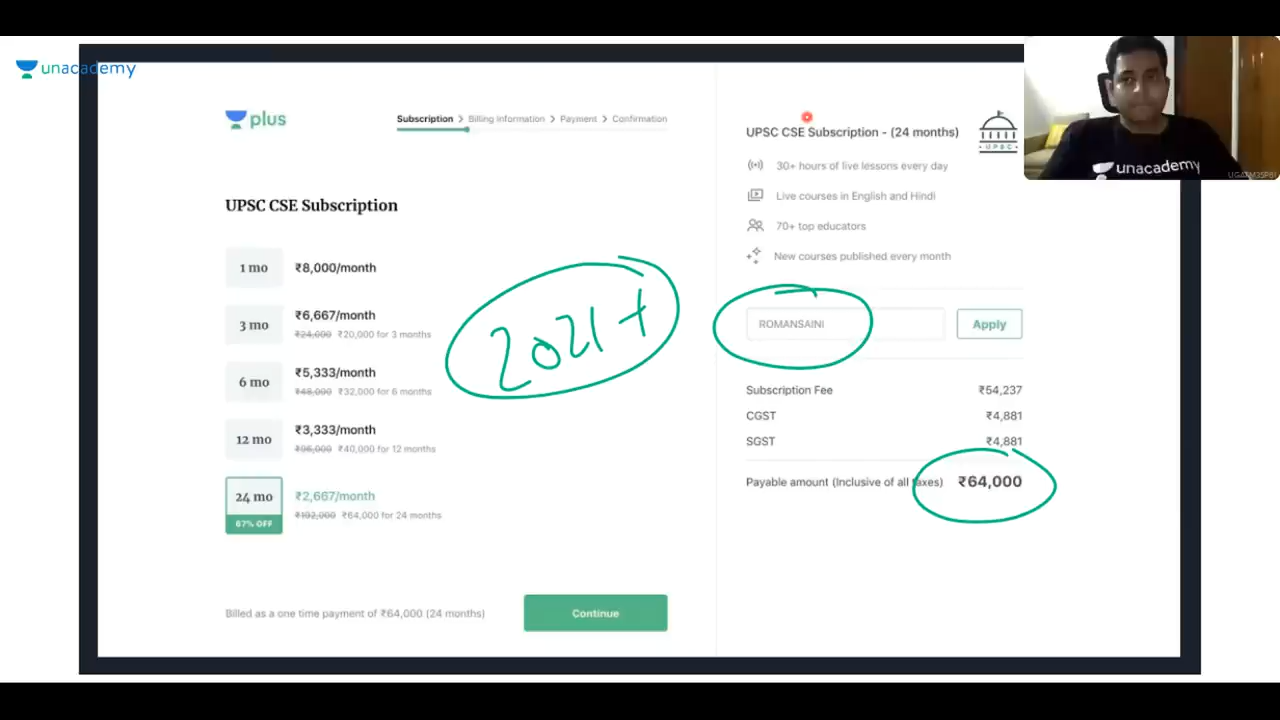 unacademy
plus
Subscription > Billing information > Payment > Confirmation
UPSC CSE Subscription
1 mo ₹8,000/month
3 mo ₹6,667/month
₹24,000 ₹20,000 for 3 months
6 mo ₹5,333/month
₹48,000 ₹32,000 for 6 months
12 mo ₹3,333/month
₹96,000 ₹40,000 for 12 months
24 mo ₹2,667/month
67% OFF ₹192,000 ₹64,000 for 24 months
Billed as a one time payment of ₹64,000 (24 months)
Continue
2021+
UPSC CSE Subscription - (24 months)
UPSC
30+ hours of live lessons every day
Live courses in English and Hindi
70+ top educators
New courses published every month
ROMANSAINI
Apply
Subscription Fee ₹54,237
CGST ₹4,881
SGST ₹4,881
Payable amount (Inclusive of all taxes) ₹64,000
unacademy